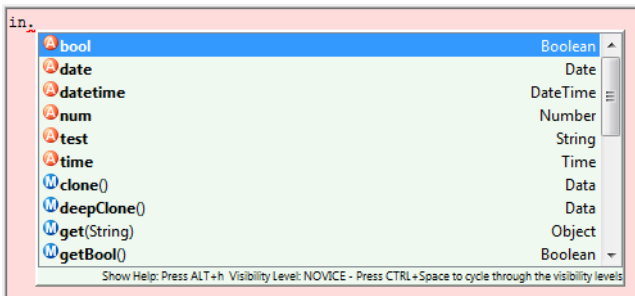 in.
A bool Boolean
A date Date
A datetime DateTime
A num Number
A test String
A time Time
M clone() Data
M deepClone() Data
M get(String) Object
M getBool() Boolean
Show Help: Press ALT+h Visibility Level: NOVICE - Press CTRL+Space to cycle through the visibility levels